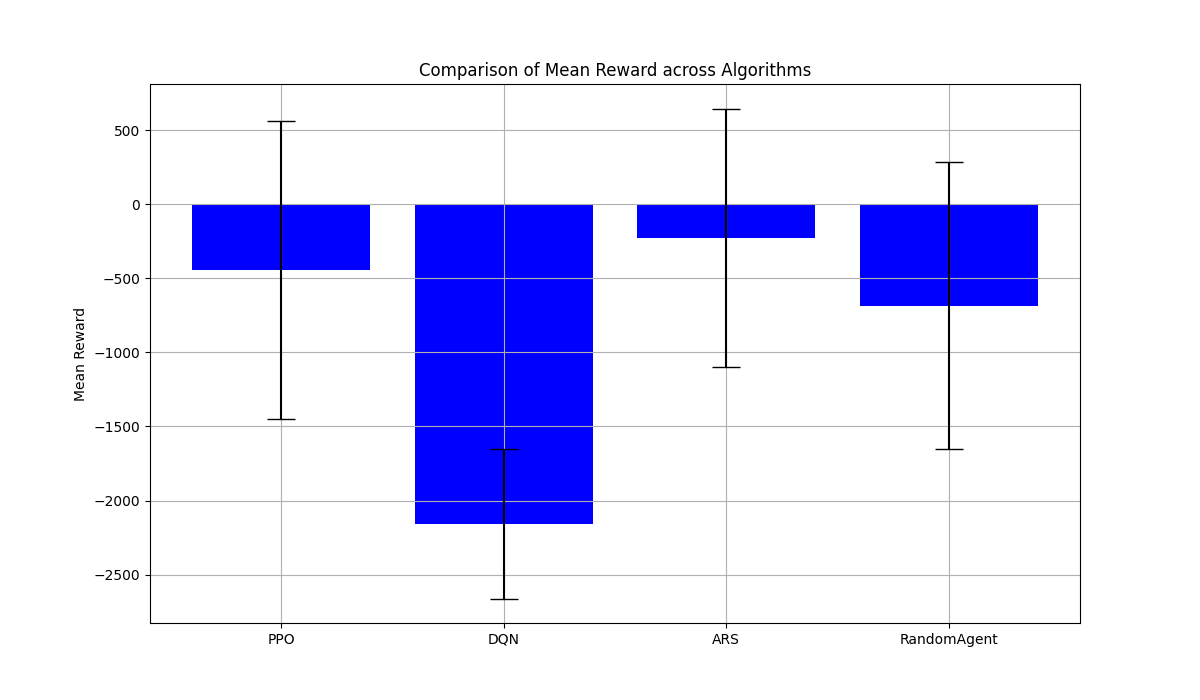 Comparison of Mean Reward across Algorithms
Mean Reward
500
0
−500
−1000
−1500
−2000
−2500
PPO DQN ARS RandomAgent